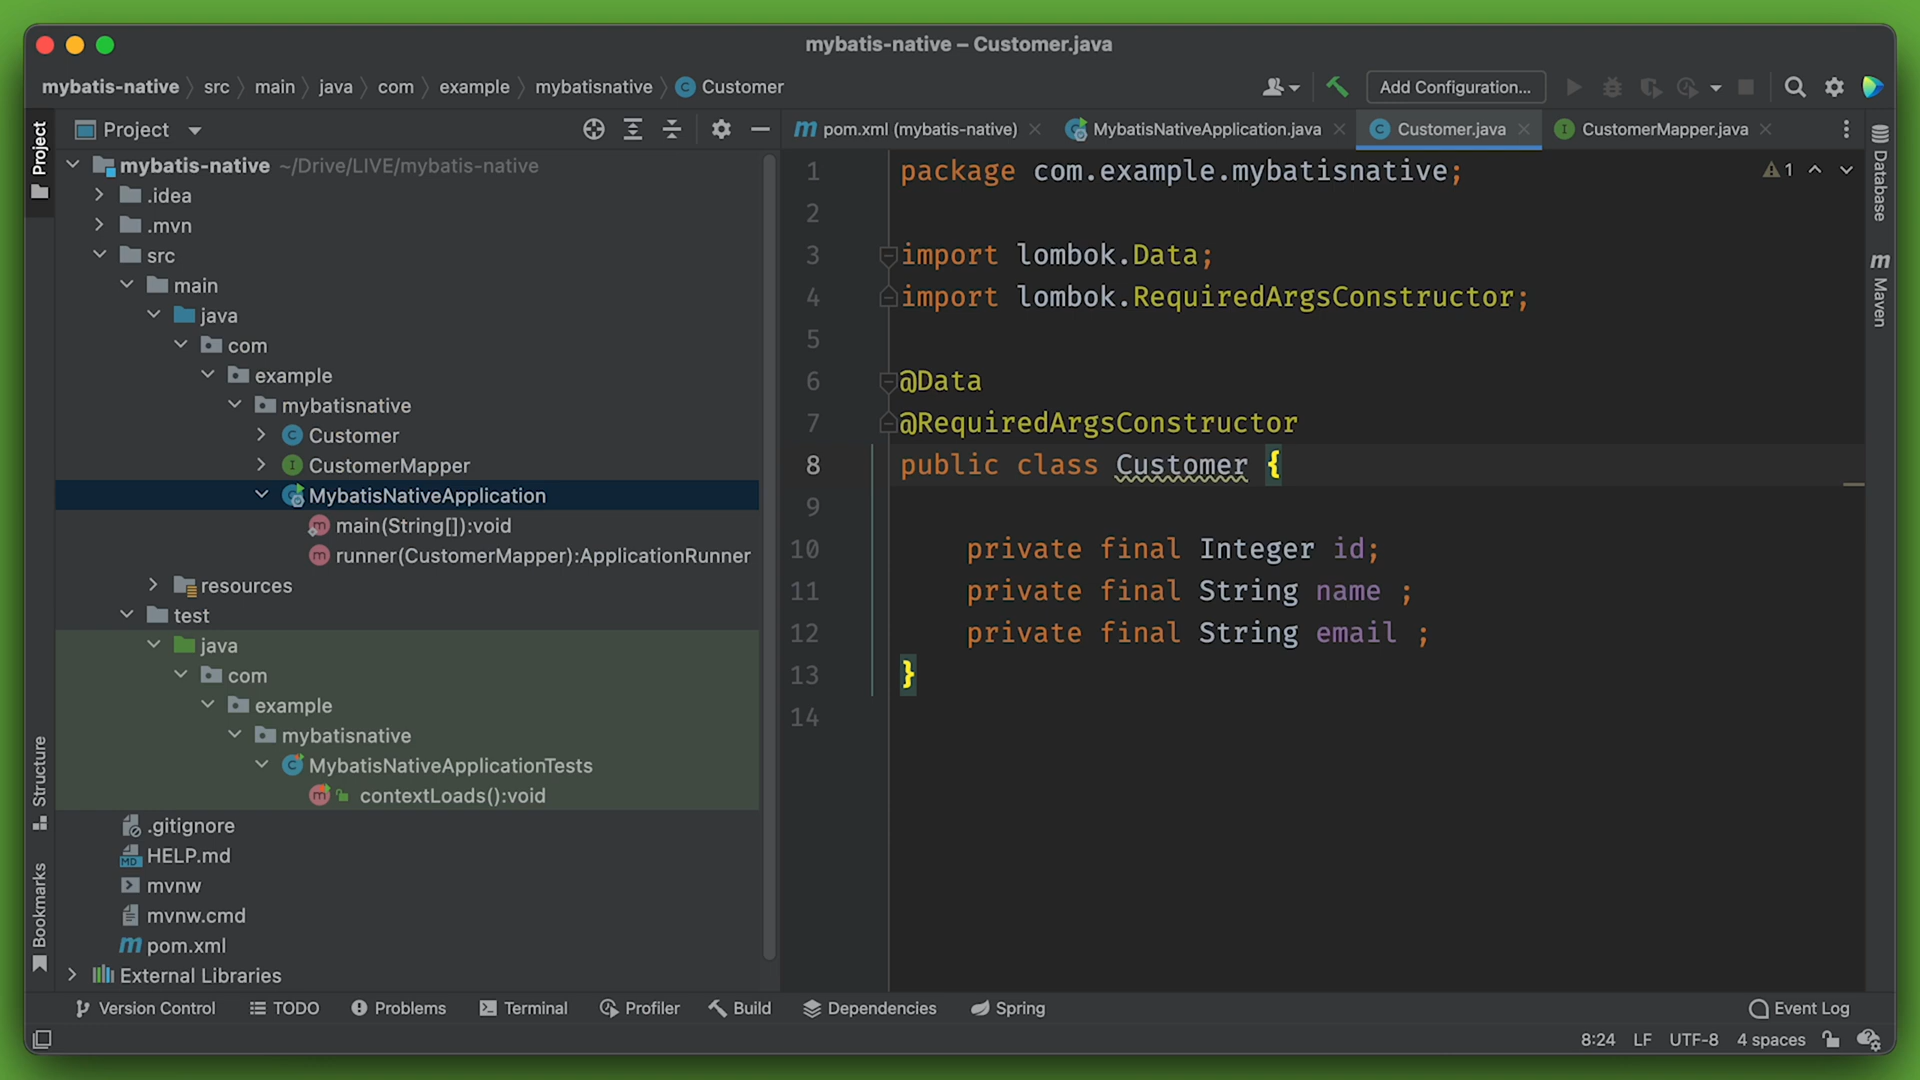 mybatis-native – Customer.java
mybatis-native src main java com example mybatisnative Customer
Add Configuration...
Project
Project
pom.xml (mybatis-native)
MybatisNativeApplication.java
Customer.java
CustomerMapper.java
mybatis-native ~/Drive/LIVE/mybatis-native
.idea
.mvn
src
main
java
com
example
mybatisnative
Customer
CustomerMapper
MybatisNativeApplication
main(String[]):void
runner(CustomerMapper):ApplicationRunner
resources
test
java
com
example
mybatisnative
MybatisNativeApplicationTests
contextLoads():void
.gitignore
HELP.md
mvnw
mvnw.cmd
pom.xml
External Libraries
Structure
Bookmarks
1 package com.example.mybatisnative;
2
3 import lombok.Data;
4 import lombok.RequiredArgsConstructor;
5
6 @Data
7 @RequiredArgsConstructor
8 public class Customer {
9
10 private final Integer id;
11 private final String name ;
12 private final String email ;
13 }
14
1
Database
Maven
Version Control TODO Problems Terminal Profiler Build Dependencies Spring Event Log
8:24 LF UTF-8 4 spaces